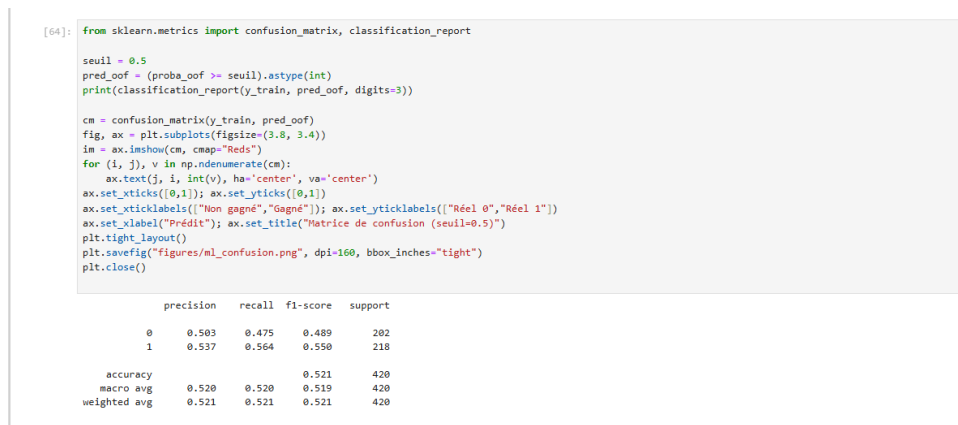 [64]: from sklearn.metrics import confusion_matrix, classification_report
seuil = 0.5
pred_oof = (proba_oof >= seuil).astype(int)
print(classification_report(y_train, pred_oof, digits=3))
cm = confusion_matrix(y_train, pred_oof)
fig, ax = plt.subplots(figsize=(3.8, 3.4))
im = ax.imshow(cm, cmap="Reds")
for (i, j), v in np.ndenumerate(cm):
    ax.text(j, i, int(v), ha='center', va='center')
ax.set_xticks([0,1]); ax.set_yticks([0,1])
ax.set_xticklabels(["Non gagné","Gagné"]); ax.set_yticklabels(["Réel 0","Réel 1"])
ax.set_xlabel("Prédit"); ax.set_title("Matrice de confusion (seuil=0.5)")
plt.tight_layout()
plt.savefig("figures/ml_confusion.png", dpi=160, bbox_inches="tight")
plt.close()
precision recall f1-score support
0 0.503 0.475 0.489 202
1 0.537 0.564 0.550 218
accuracy 0.521 420
macro avg 0.520 0.520 0.519 420
weighted avg 0.521 0.521 0.521 420